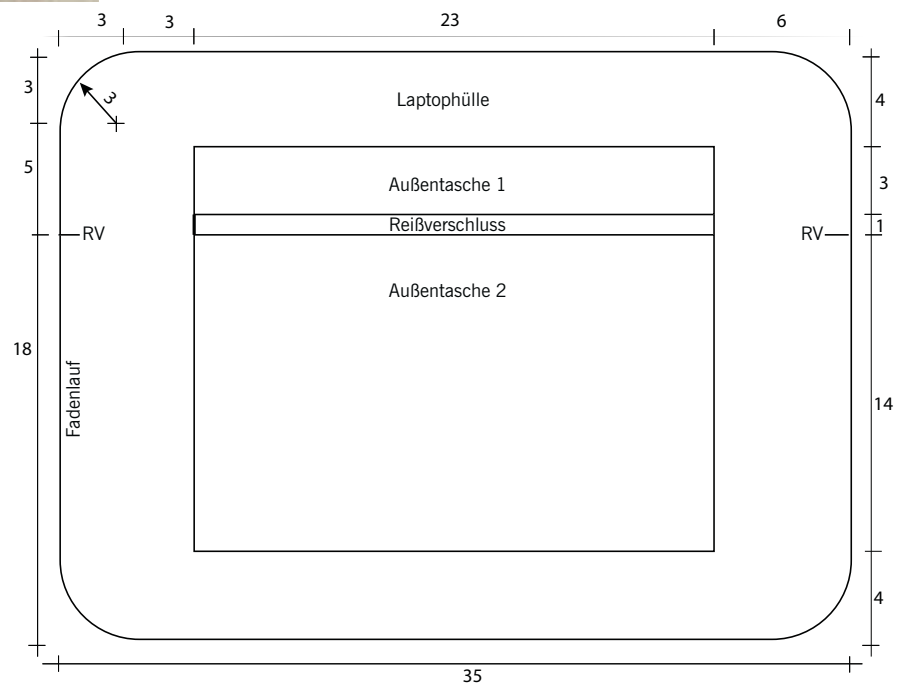 3 3 23 6
3
3
Laptophülle
4
5
Außentasche 1
3
Reißverschluss
1
RV
RV
Außentasche 2
18
Fadenlauf
14
4
35